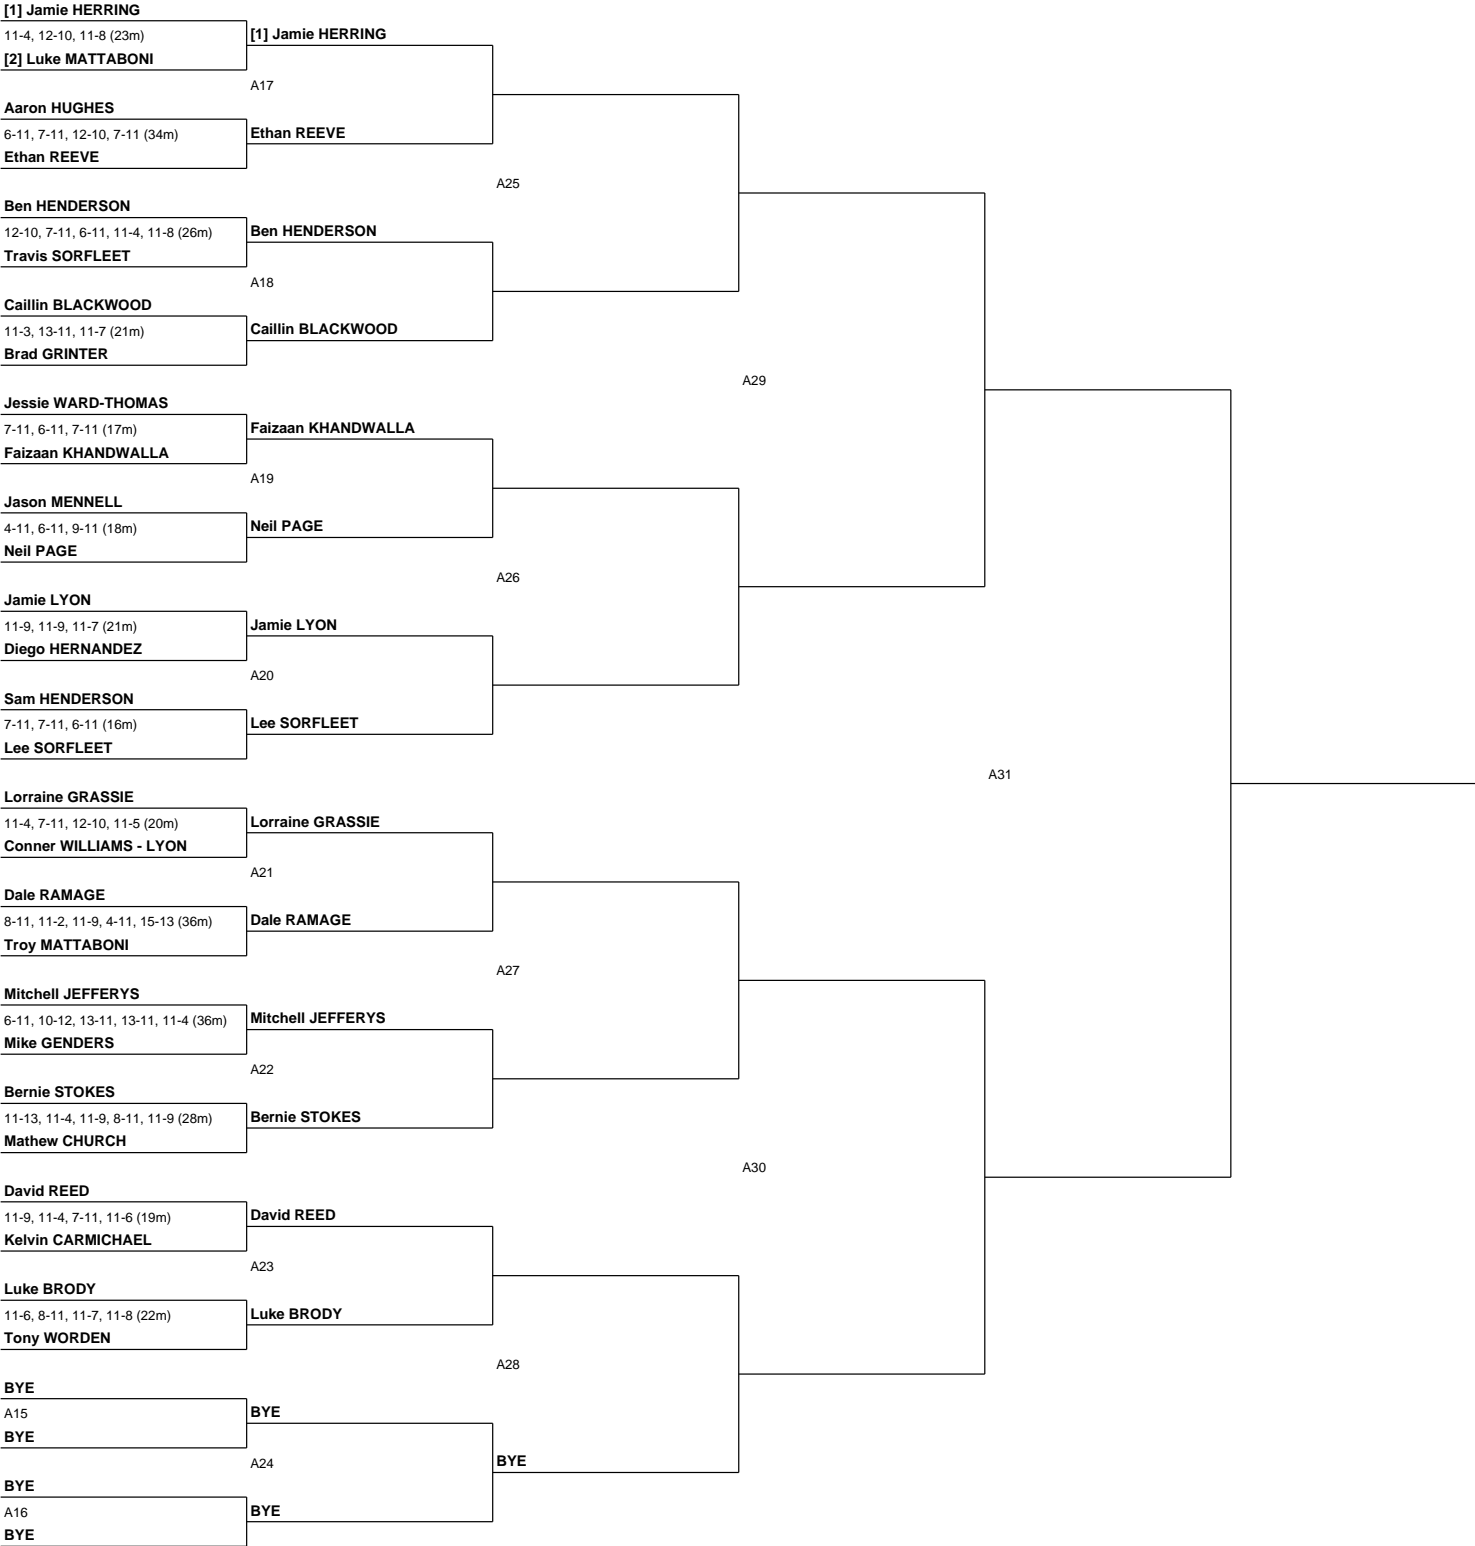 [1] Jamie HERRING
11-4, 12-10, 11-8 (23m)
[1] Jamie HERRING
[2] Luke MATTABONI
A17
Aaron HUGHES
6-11, 7-11, 12-10, 7-11 (34m)
Ethan REEVE
Ethan REEVE
A25
Ben HENDERSON
12-10, 7-11, 6-11, 11-4, 11-8 (26m)
Ben HENDERSON
Travis SORFLEET
A18
Caillin BLACKWOOD
11-3, 13-11, 11-7 (21m)
Caillin BLACKWOOD
Brad GRINTER
A29
Jessie WARD-THOMAS
7-11, 6-11, 7-11 (17m)
Faizaan KHANDWALLA
Faizaan KHANDWALLA
A19
Jason MENNELL
4-11, 6-11, 9-11 (18m)
Neil PAGE
Neil PAGE
A26
Jamie LYON
11-9, 11-9, 11-7 (21m)
Jamie LYON
Diego HERNANDEZ
A20
Sam HENDERSON
7-11, 7-11, 6-11 (16m)
Lee SORFLEET
Lee SORFLEET
A31
Lorraine GRASSIE
11-4, 7-11, 12-10, 11-5 (20m)
Lorraine GRASSIE
Conner WILLIAMS - LYON
A21
Dale RAMAGE
8-11, 11-2, 11-9, 4-11, 15-13 (36m)
Dale RAMAGE
Troy MATTABONI
A27
Mitchell JEFFERYS
6-11, 10-12, 13-11, 13-11, 11-4 (36m)
Mitchell JEFFERYS
Mike GENDERS
A22
Bernie STOKES
11-13, 11-4, 11-9, 8-11, 11-9 (28m)
Bernie STOKES
Mathew CHURCH
A30
David REED
11-9, 11-4, 7-11, 11-6 (19m)
David REED
Kelvin CARMICHAEL
A23
Luke BRODY
11-6, 8-11, 11-7, 11-8 (22m)
Luke BRODY
Tony WORDEN
A28
BYE
A15
BYE
BYE
A24
BYE
BYE
A16
BYE
BYE